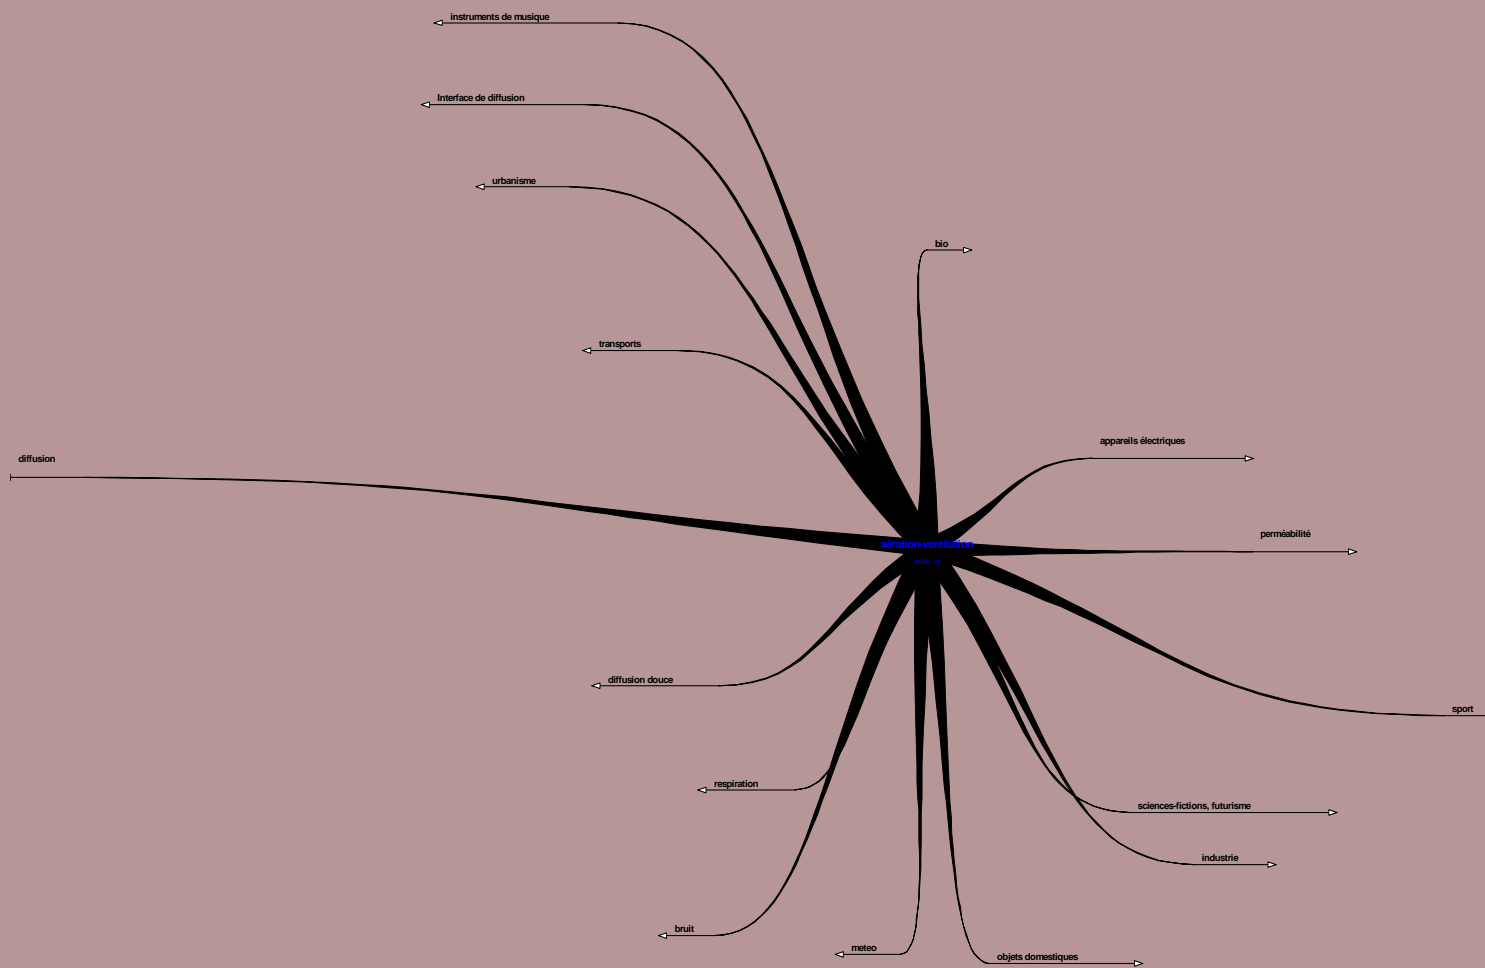 instruments de musique
Interface de diffusion
urbanisme
bio
transports
appareils électriques
diffusion
perméabilité
aération-ventilation
diffusion douce
sport
respiration
sciences-fictions, futurisme
industrie
bruit
meteo
objets domestiques